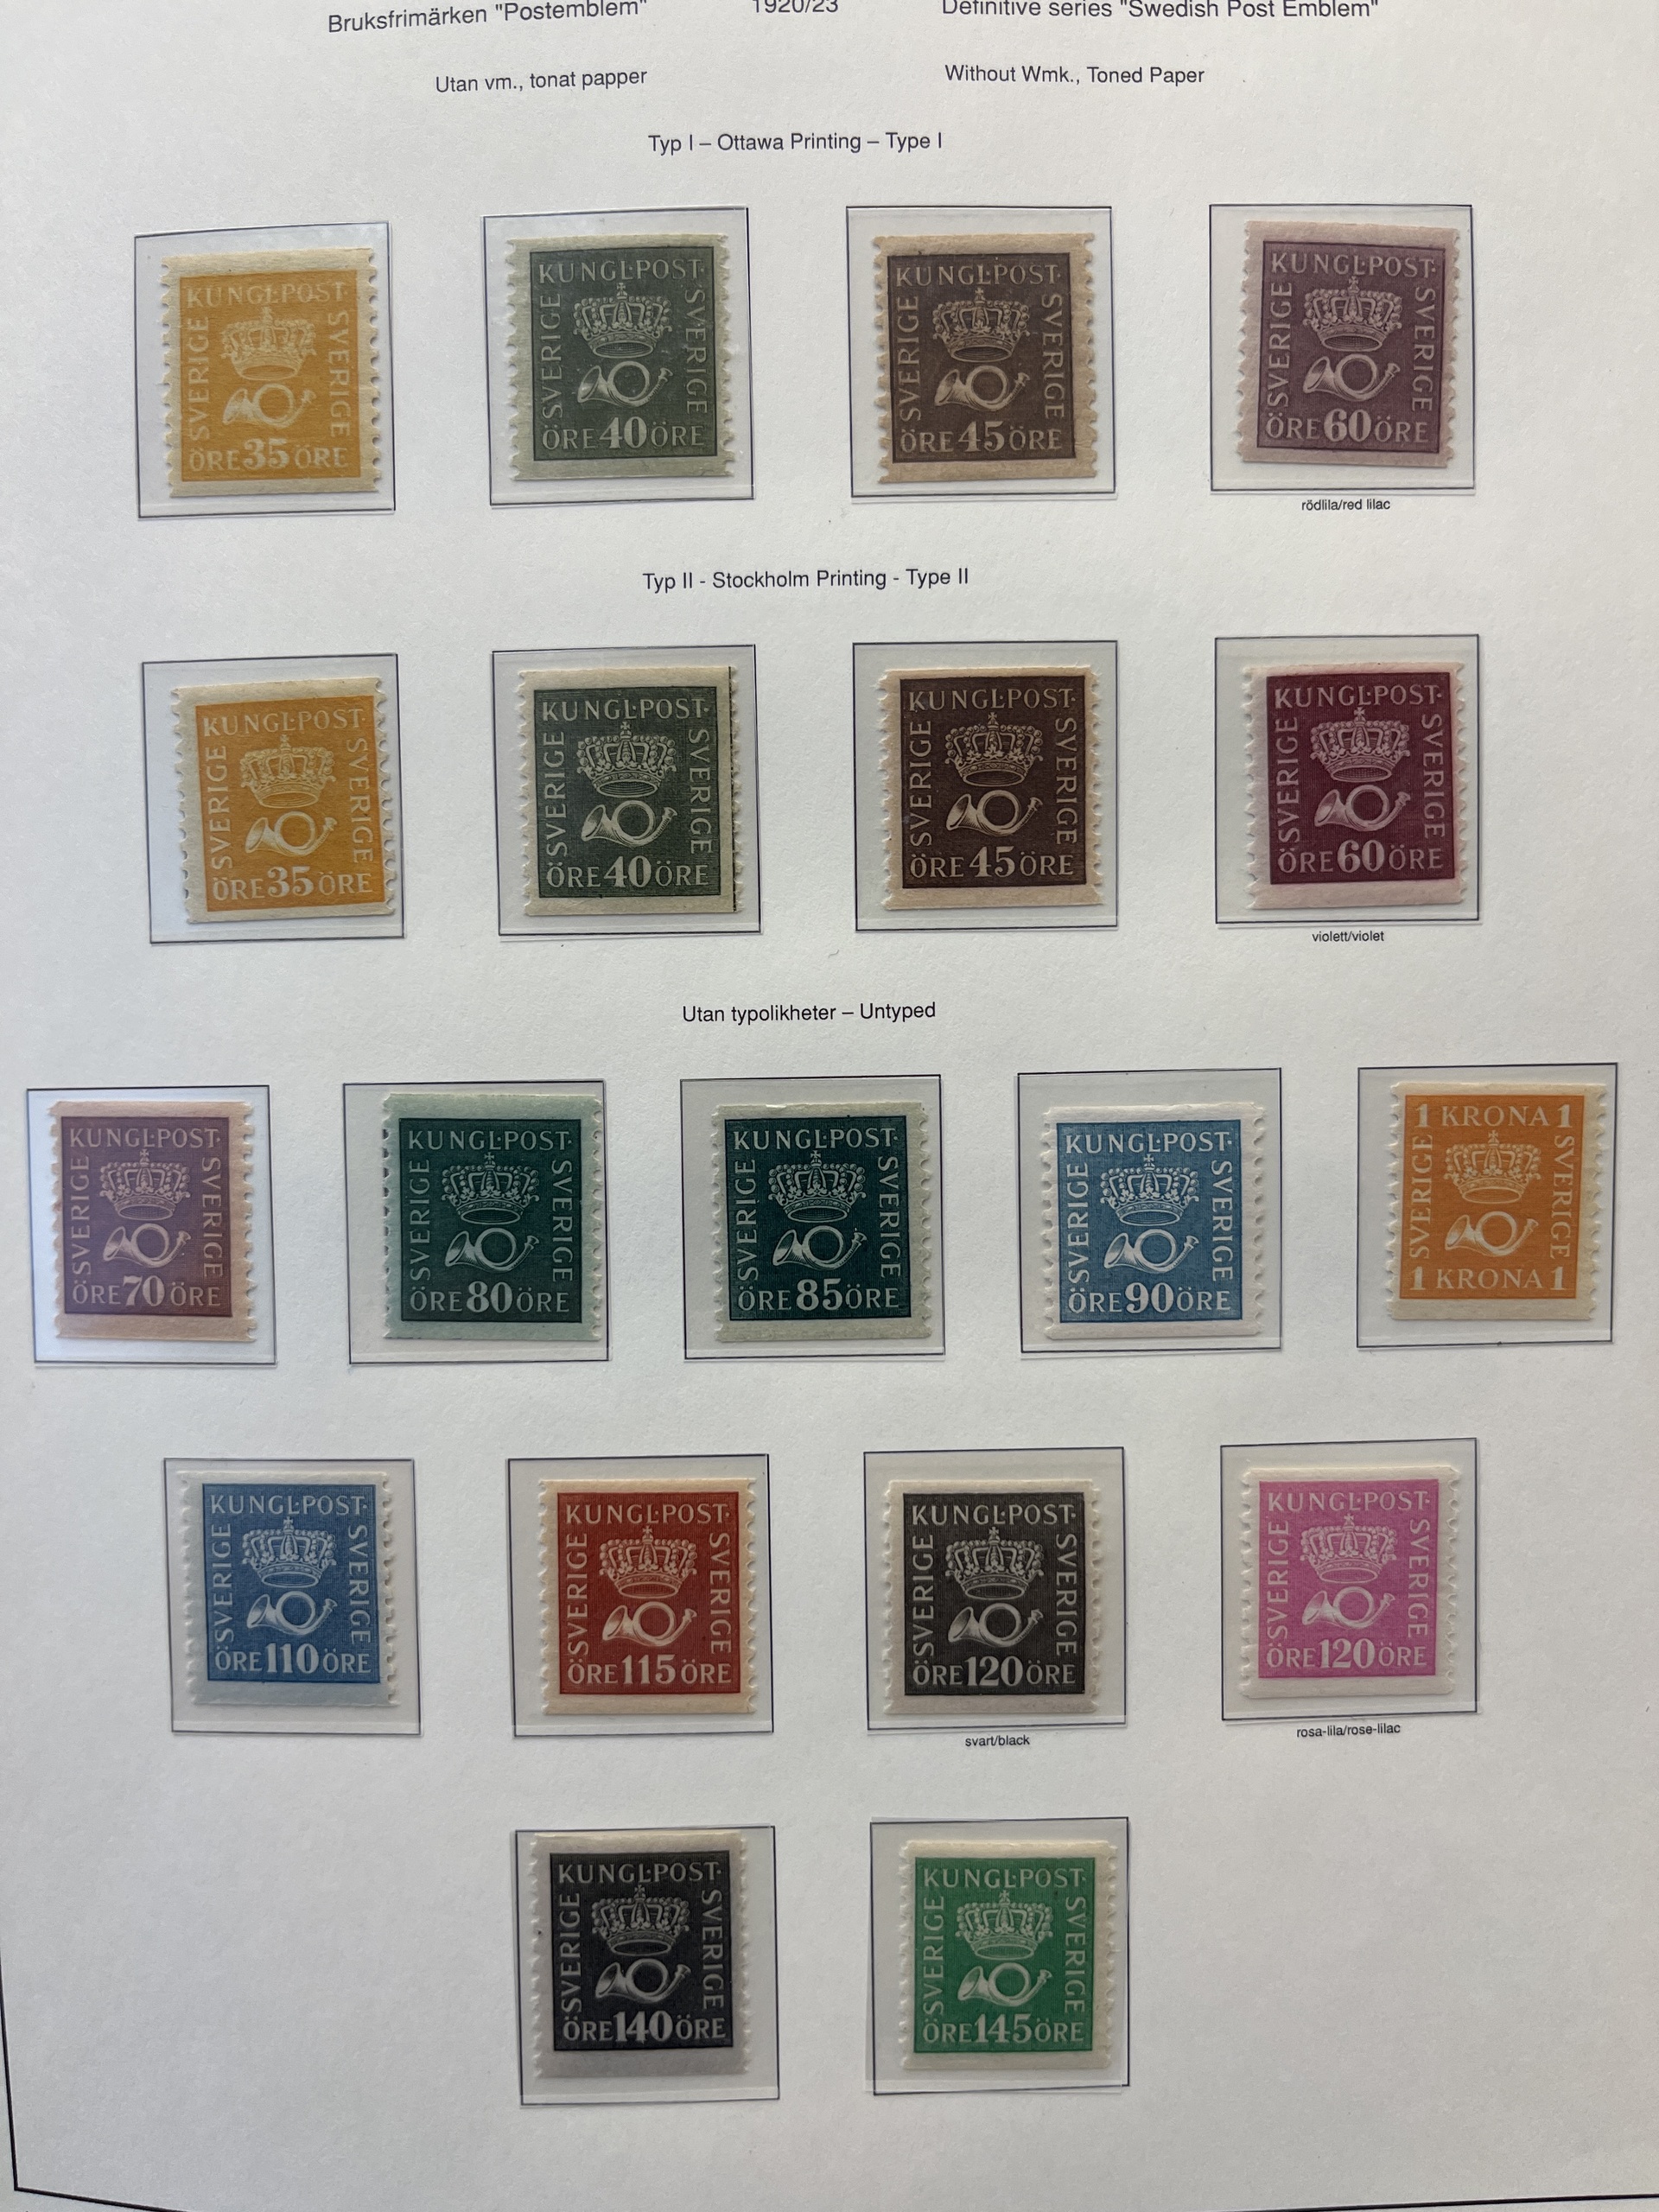 Bruksfrimärken "Postemblem" 1920/23 Definitive series "Swedish Post Emblem"
Utan vm., tonat papper Without Wmk., Toned Paper
Typ I – Ottawa Printing – Type I
KUNGL·POST·
SVERIGE
SVERIGE
ÖRE 35 ÖRE
KUNGL·POST·
SVERIGE
SVERIGE
ÖRE 40 ÖRE
KUNGL·POST·
SVERIGE
SVERIGE
ÖRE 45 ÖRE
KUNGL·POST·
SVERIGE
SVERIGE
ÖRE 60 ÖRE
rödlila/red lilac
Typ II - Stockholm Printing - Type II
KUNGL·POST·
SVERIGE
SVERIGE
ÖRE 35 ÖRE
KUNGL·POST·
SVERIGE
SVERIGE
ÖRE 40 ÖRE
KUNGL·POST·
SVERIGE
SVERIGE
ÖRE 45 ÖRE
KUNGL·POST·
SVERIGE
SVERIGE
ÖRE 60 ÖRE
violett/violet
Utan typolikheter – Untyped
KUNGL·POST·
SVERIGE
SVERIGE
ÖRE 70 ÖRE
KUNGL·POST·
SVERIGE
SVERIGE
ÖRE 80 ÖRE
KUNGL·POST·
SVERIGE
SVERIGE
ÖRE 85 ÖRE
KUNGL·POST·
SVERIGE
SVERIGE
ÖRE 90 ÖRE
1 KRONA 1
SVERIGE
SVERIGE
1 KRONA 1
KUNGL·POST·
SVERIGE
SVERIGE
ÖRE 110 ÖRE
KUNGL·POST·
SVERIGE
SVERIGE
ÖRE 115 ÖRE
KUNGL·POST·
SVERIGE
SVERIGE
ÖRE 120 ÖRE
svart/black
KUNGL·POST·
SVERIGE
SVERIGE
ÖRE 120 ÖRE
rosa-lila/rose-lilac
KUNGL·POST·
SVERIGE
SVERIGE
ÖRE 140 ÖRE
KUNGL·POST·
SVERIGE
SVERIGE
ÖRE 145 ÖRE